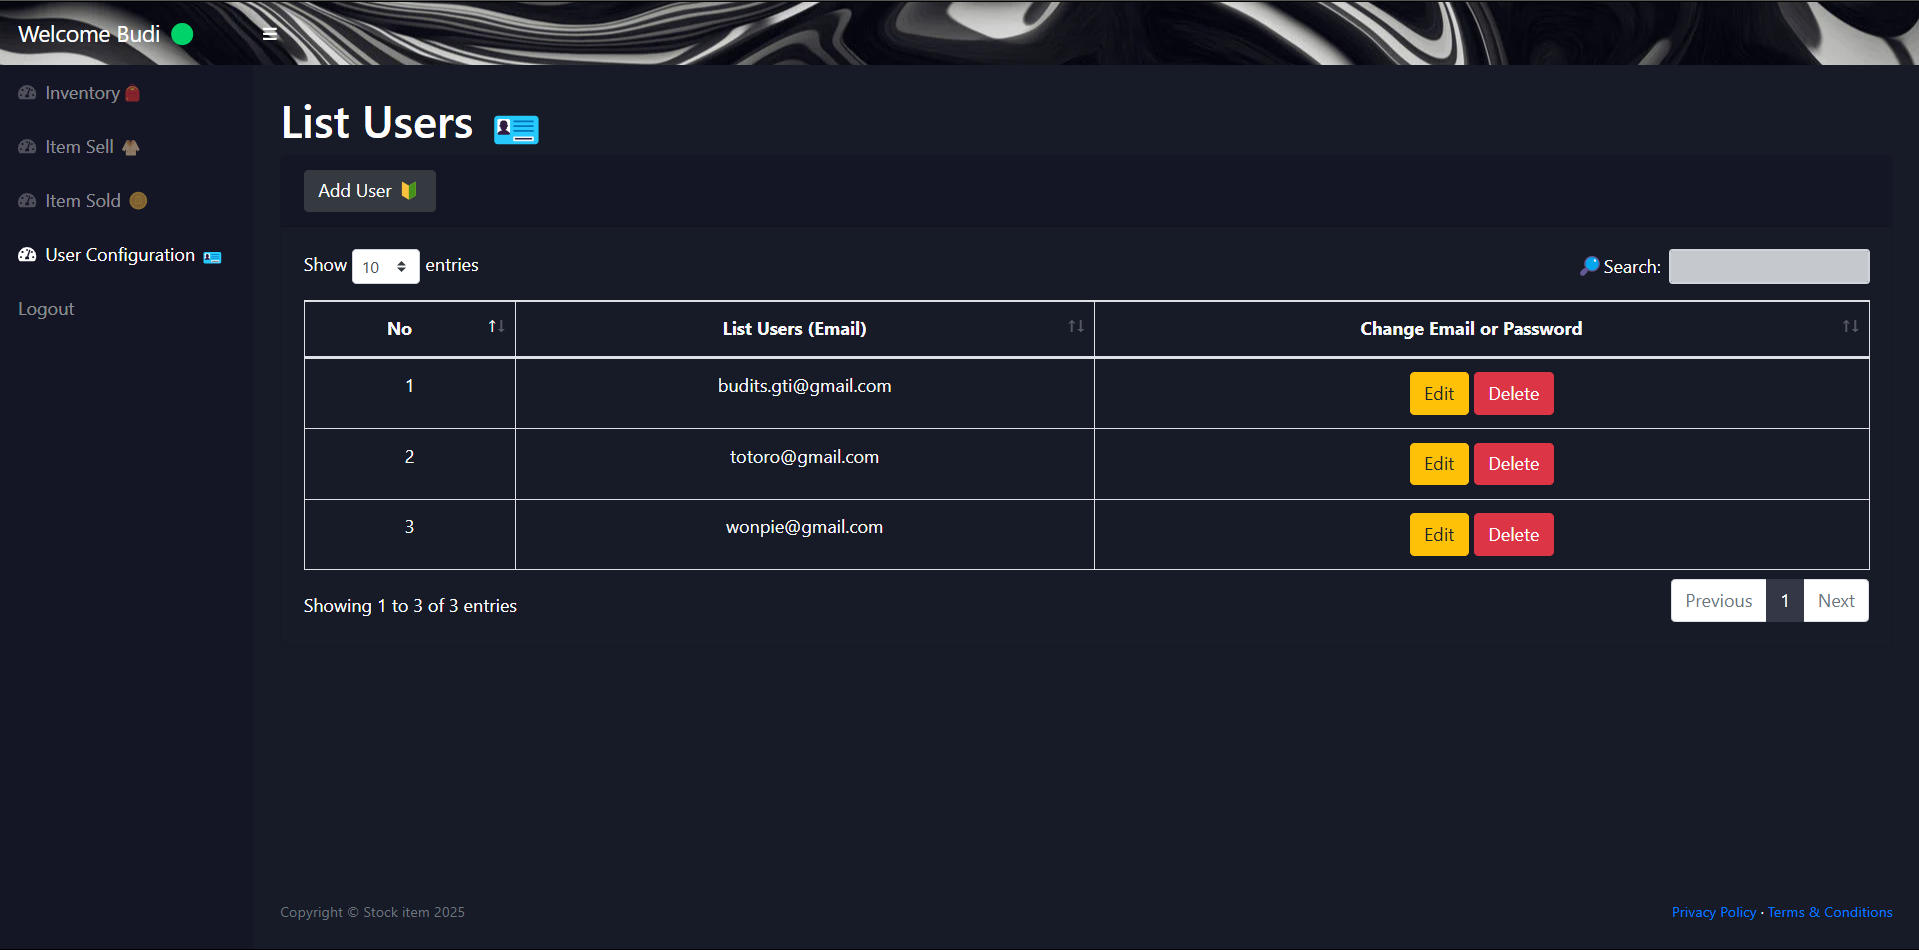 Welcome Budi
Inventory
Item Sell
Item Sold
User Configuration
Logout
List Users
Add User
Show 10 entries
Search:
No List Users (Email) Change Email or Password
1 budits.gti@gmail.com Edit Delete
2 totoro@gmail.com Edit Delete
3 wonpie@gmail.com Edit Delete
Showing 1 to 3 of 3 entries
Previous 1 Next
Copyright © Stock item 2025
Privacy Policy · Terms & Conditions